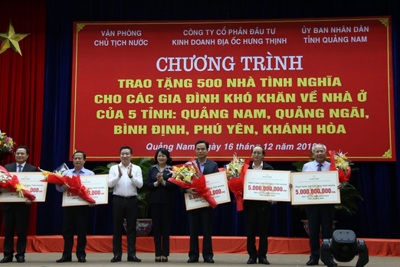 VĂN PHÒNG
CHỦ TỊCH NƯỚC
CÔNG TY CỔ PHẦN ĐẦU TƯ
KINH DOANH ĐỊA ỐC HƯNG THỊNH
ỦY BAN NHÂN DÂN
TỈNH QUẢNG NAM
CHƯƠNG TRÌNH
TRAO TẶNG 500 NHÀ TÌNH NGHĨA
CHO CÁC GIA ĐÌNH KHÓ KHĂN VỀ NHÀ Ở
CỦA 5 TỈNH: QUẢNG NAM, QUẢNG NGÃI,
BÌNH ĐỊNH, PHÚ YÊN, KHÁNH HÒA
Quảng Nam, ngày 16 tháng 12 năm
5.000.000.000
5.000.000.000